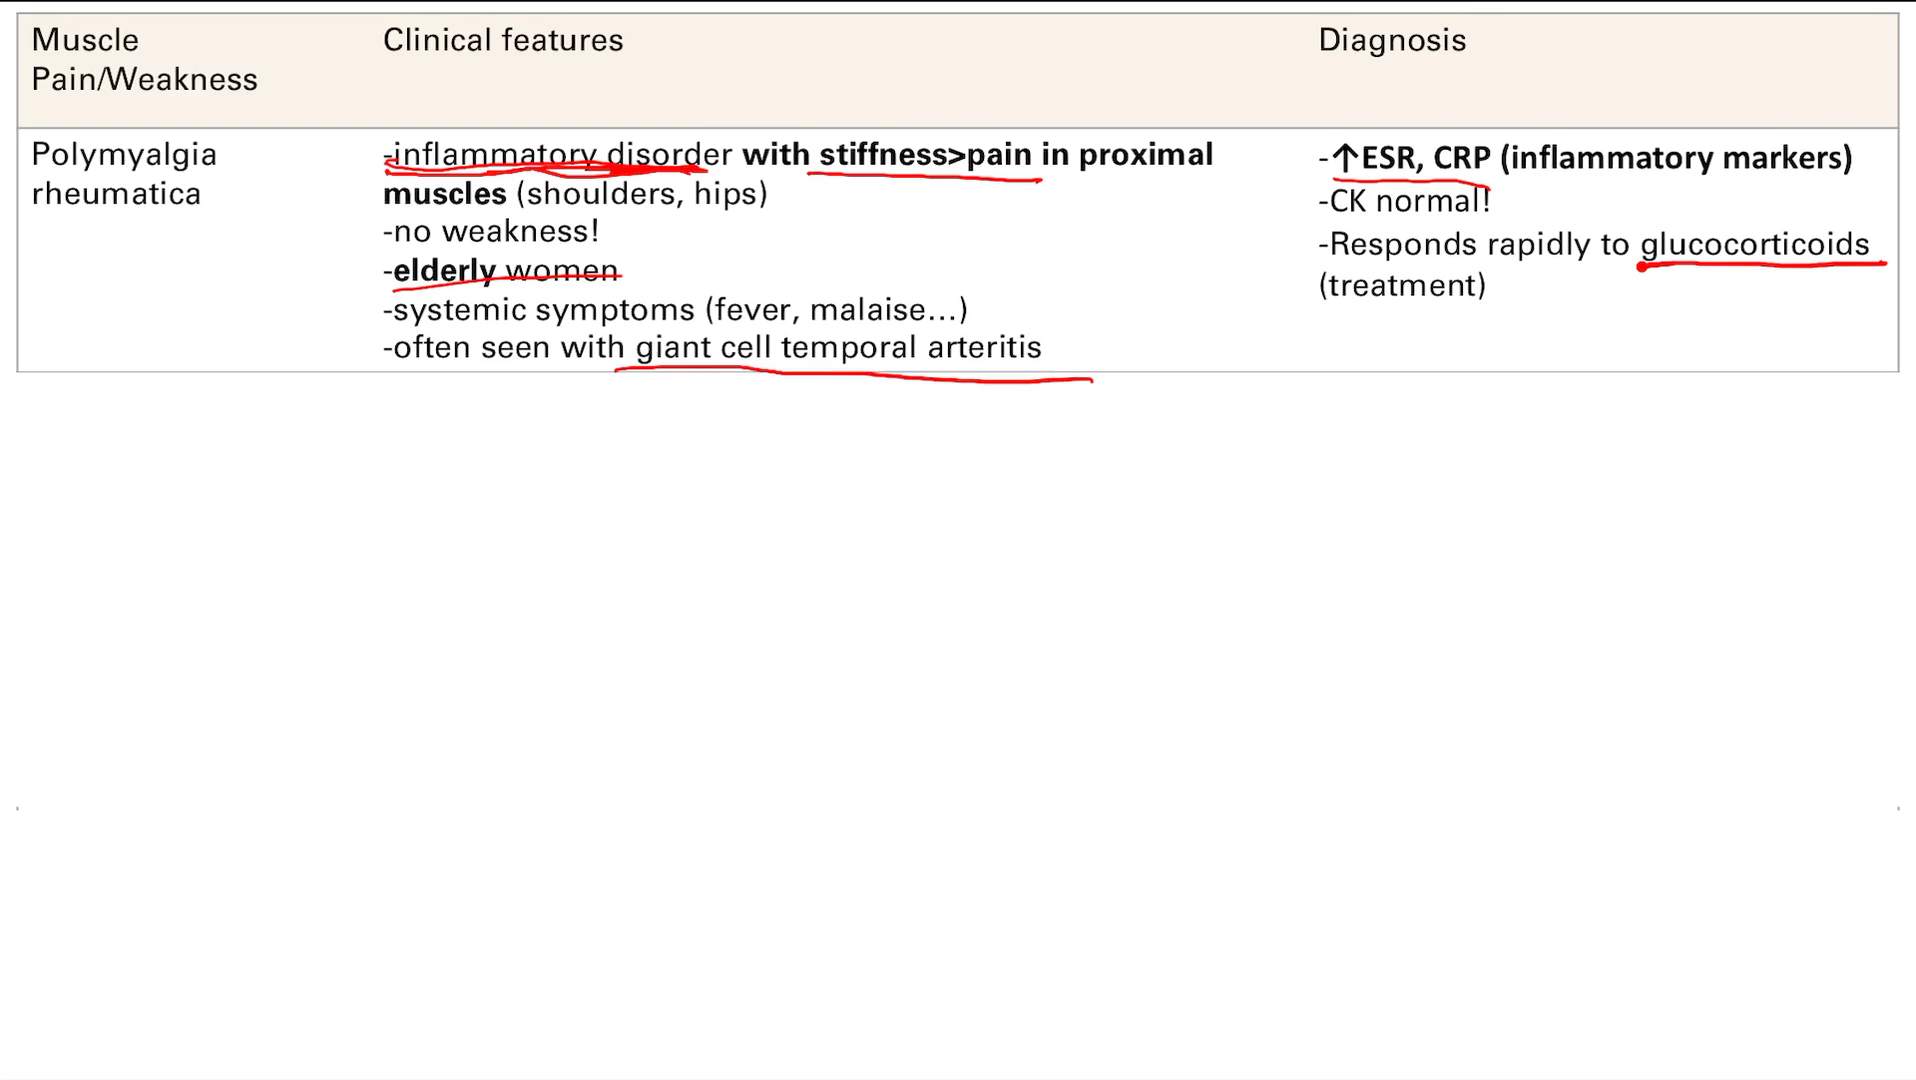 Muscle
Pain/Weakness
Clinical features
Diagnosis
Polymyalgia
rheumatica
-inflammatory disorder with stiffness>pain in proximal
muscles (shoulders, hips)
-no weakness!
-elderly women
-systemic symptoms (fever, malaise…)
-often seen with giant cell temporal arteritis
-↑ESR, CRP (inflammatory markers)
-CK normal!
-Responds rapidly to glucocorticoids
(treatment)